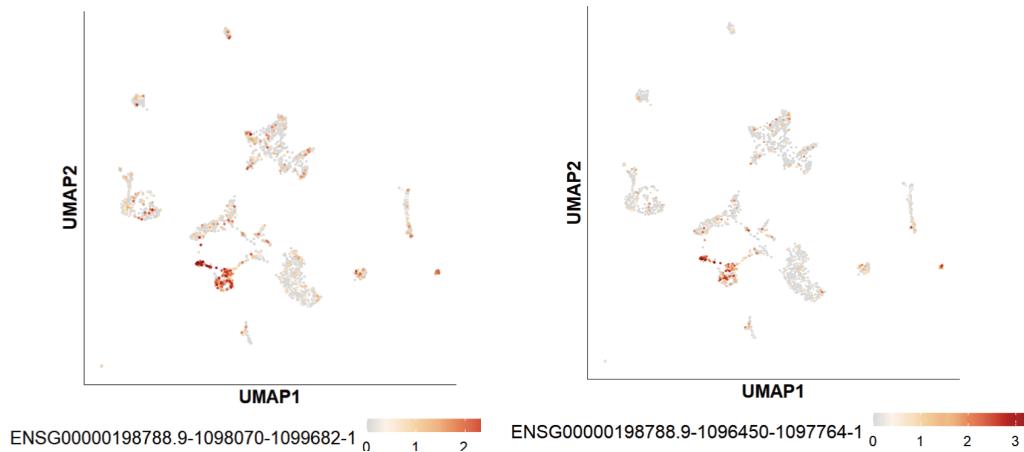 UMAP2
UMAP1
ENSG00000198788.9-1098070-1099682-1
0 1 2
UMAP2
UMAP1
ENSG00000198788.9-1096450-1097764-1
0 1 2 3